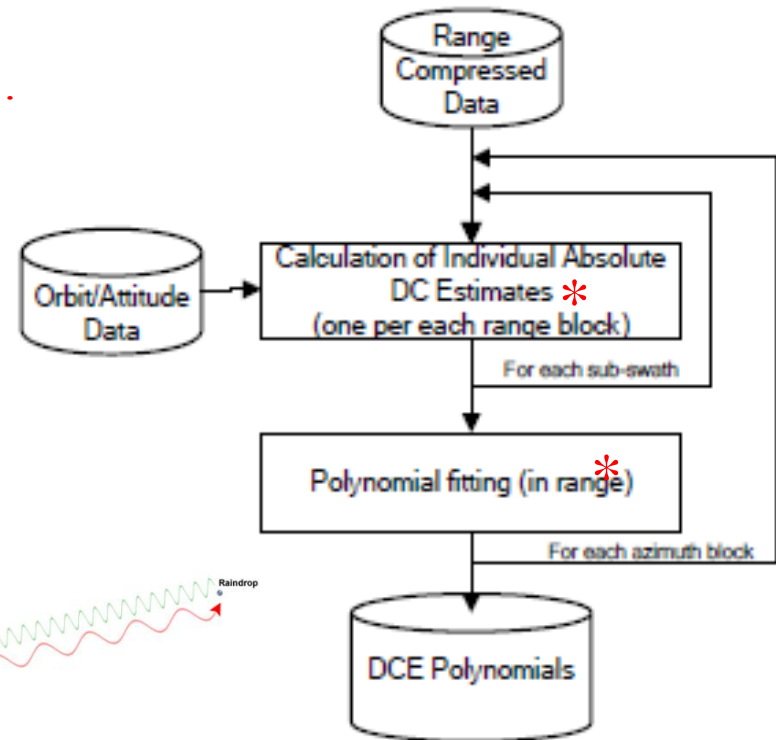 Range
Compressed
Data
Orbit/Attitude
Data
Calculation of Individual Absolute
DC Estimates *
(one per each range block)
For each sub-swath
Polynomial fitting (in range) *
For each azimuth block
Raindrop
DCE Polynomials